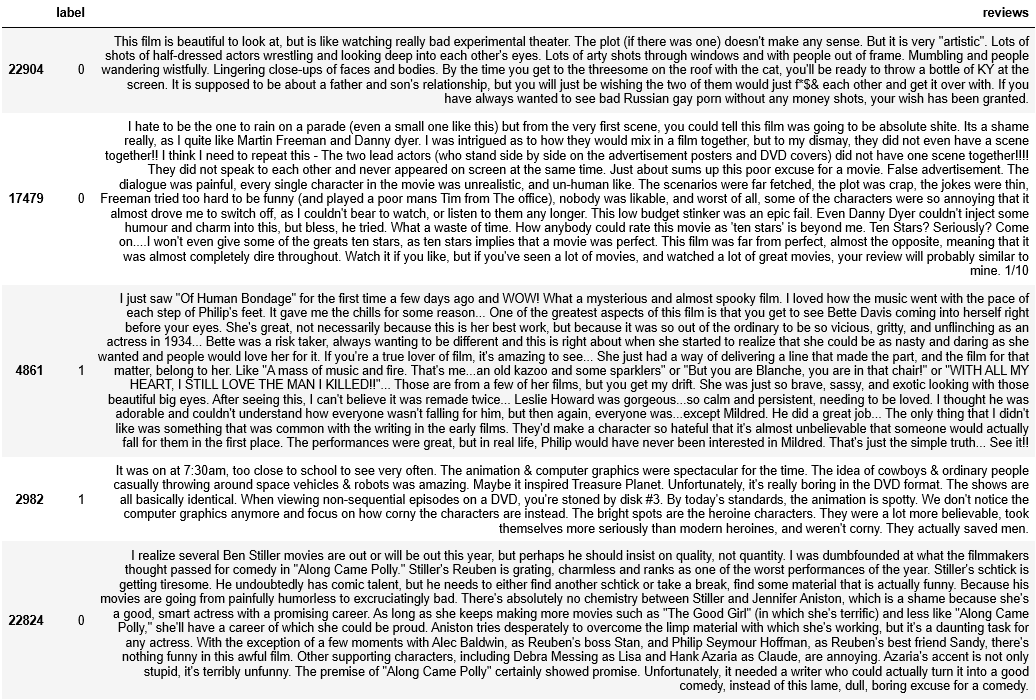 label reviews
This film is beautiful to look at, but is like watching really bad experimental theater. The plot (if there was one) doesn't make any sense. But it is very "artistic". Lots of
shots of half-dressed actors wrestling and looking deep into each other's eyes. Lots of arty shots through windows and with people out of frame. Mumbling and people
22904 0 wandering wistfully. Lingering close-ups of faces and bodies. By the time you get to the threesome on the roof with the cat, you'll be ready to throw a bottle of KY at the
screen. It is supposed to be about a father and son's relationship, but you will just be wishing the two of them would just f*$& each other and get it over with. If you
have always wanted to see bad Russian gay porn without any money shots, your wish has been granted.
I hate to be the one to rain on a parade (even a small one like this) but from the very first scene, you could tell this film was going to be absolute shite. Its a shame
really, as I quite like Martin Freeman and Danny dyer. I was intrigued as to how they would mix in a film together, but to my dismay, they did not even have a scene
together!! I think I need to repeat this - The two lead actors (who stand side by side on the advertisement posters and DVD covers) did not have one scene together!!!!
They did not speak to each other and never appeared on screen at the same time. Just about sums up this poor excuse for a movie. False advertisement. The
dialogue was painful, every single character in the movie was unrealistic, and un-human like. The scenarios were far fetched, the plot was crap, the jokes were thin,
17479 0 Freeman tried too hard to be funny (and played a poor mans Tim from The office), nobody was likable, and worst of all, some of the characters were so annoying that it
almost drove me to switch off, as I couldn't bear to watch, or listen to them any longer. This low budget stinker was an epic fail. Even Danny Dyer couldn't inject some
humour and charm into this, but bless, he tried. What a waste of time. How anybody could rate this movie as 'ten stars' is beyond me. Ten Stars? Seriously? Come
on....I won't even give some of the greats ten stars, as ten stars implies that a movie was perfect. This film was far from perfect, almost the opposite, meaning that it
was almost completely dire throughout. Watch it if you like, but if you've seen a lot of movies, and watched a lot of great movies, your review will probably similar to
mine. 1/10
I just saw "Of Human Bondage" for the first time a few days ago and WOW! What a mysterious and almost spooky film. I loved how the music went with the pace of
each step of Philip's feet. It gave me the chills for some reason... One of the greatest aspects of this film is that you get to see Bette Davis coming into herself right
before your eyes. She's great, not necessarily because this is her best work, but because it was so out of the ordinary to be so vicious, gritty, and unflinching as an
actress in 1934... Bette was a risk taker, always wanting to be different and this is right about when she started to realize that she could be as nasty and daring as she
wanted and people would love her for it. If you're a true lover of film, it's amazing to see... She just had a way of delivering a line that made the part, and the film for that
4861 1 matter, belong to her. Like "A mass of music and fire. That's me...an old kazoo and some sparklers" or "But you are Blanche, you are in that chair!" or "WITH ALL MY
HEART, I STILL LOVE THE MAN I KILLED!!"... Those are from a few of her films, but you get my drift. She was just so brave, sassy, and exotic looking with those
beautiful big eyes. After seeing this, I can't believe it was remade twice... Leslie Howard was gorgeous...so calm and persistent, needing to be loved. I thought he was
adorable and couldn't understand how everyone wasn't falling for him, but then again, everyone was...except Mildred. He did a great job... The only thing that I didn't
like was something that was common with the writing in the early films. They'd make a character so hateful that it's almost unbelievable that someone would actually
fall for them in the first place. The performances were great, but in real life, Philip would have never been interested in Mildred. That's just the simple truth... See it!!
It was on at 7:30am, too close to school to see very often. The animation & computer graphics were spectacular for the time. The idea of cowboys & ordinary people
casually throwing around space vehicles & robots was amazing. Maybe it inspired Treasure Planet. Unfortunately, it's really boring in the DVD format. The shows are
2982 1 all basically identical. When viewing non-sequential episodes on a DVD, you're stoned by disk #3. By today's standards, the animation is spotty. We don't notice the
computer graphics anymore and focus on how corny the characters are instead. The bright spots are the heroine characters. They were a lot more believable, took
themselves more seriously than modern heroines, and weren't corny. They actually saved men.
I realize several Ben Stiller movies are out or will be out this year, but perhaps he should insist on quality, not quantity. I was dumbfounded at what the filmmakers
thought passed for comedy in "Along Came Polly." Stiller's Reuben is grating, charmless and ranks as one of the worst performances of the year. Stiller's schtick is
getting tiresome. He undoubtedly has comic talent, but he needs to either find another schtick or take a break, find some material that is actually funny. Because his
movies are going from painfully humorless to excruciatingly bad. There's absolutely no chemistry between Stiller and Jennifer Aniston, which is a shame because she's
a good, smart actress with a promising career. As long as she keeps making more movies such as "The Good Girl" (in which she's terrific) and less like "Along Came
22824 0 Polly," she'll have a career of which she could be proud. Aniston tries desperately to overcome the limp material with which she's working, but it's a daunting task for
any actress. With the exception of a few moments with Alec Baldwin, as Reuben's boss Stan, and Philip Seymour Hoffman, as Reuben's best friend Sandy, there's
nothing funny in this awful film. Other supporting characters, including Debra Messing as Lisa and Hank Azaria as Claude, are annoying. Azaria's accent is not only
stupid, it's terribly unfunny. The premise of "Along Came Polly" certainly showed promise. Unfortunately, it needed a writer who could actually turn it into a good
comedy, instead of this lame, dull, boring excuse for a comedy.